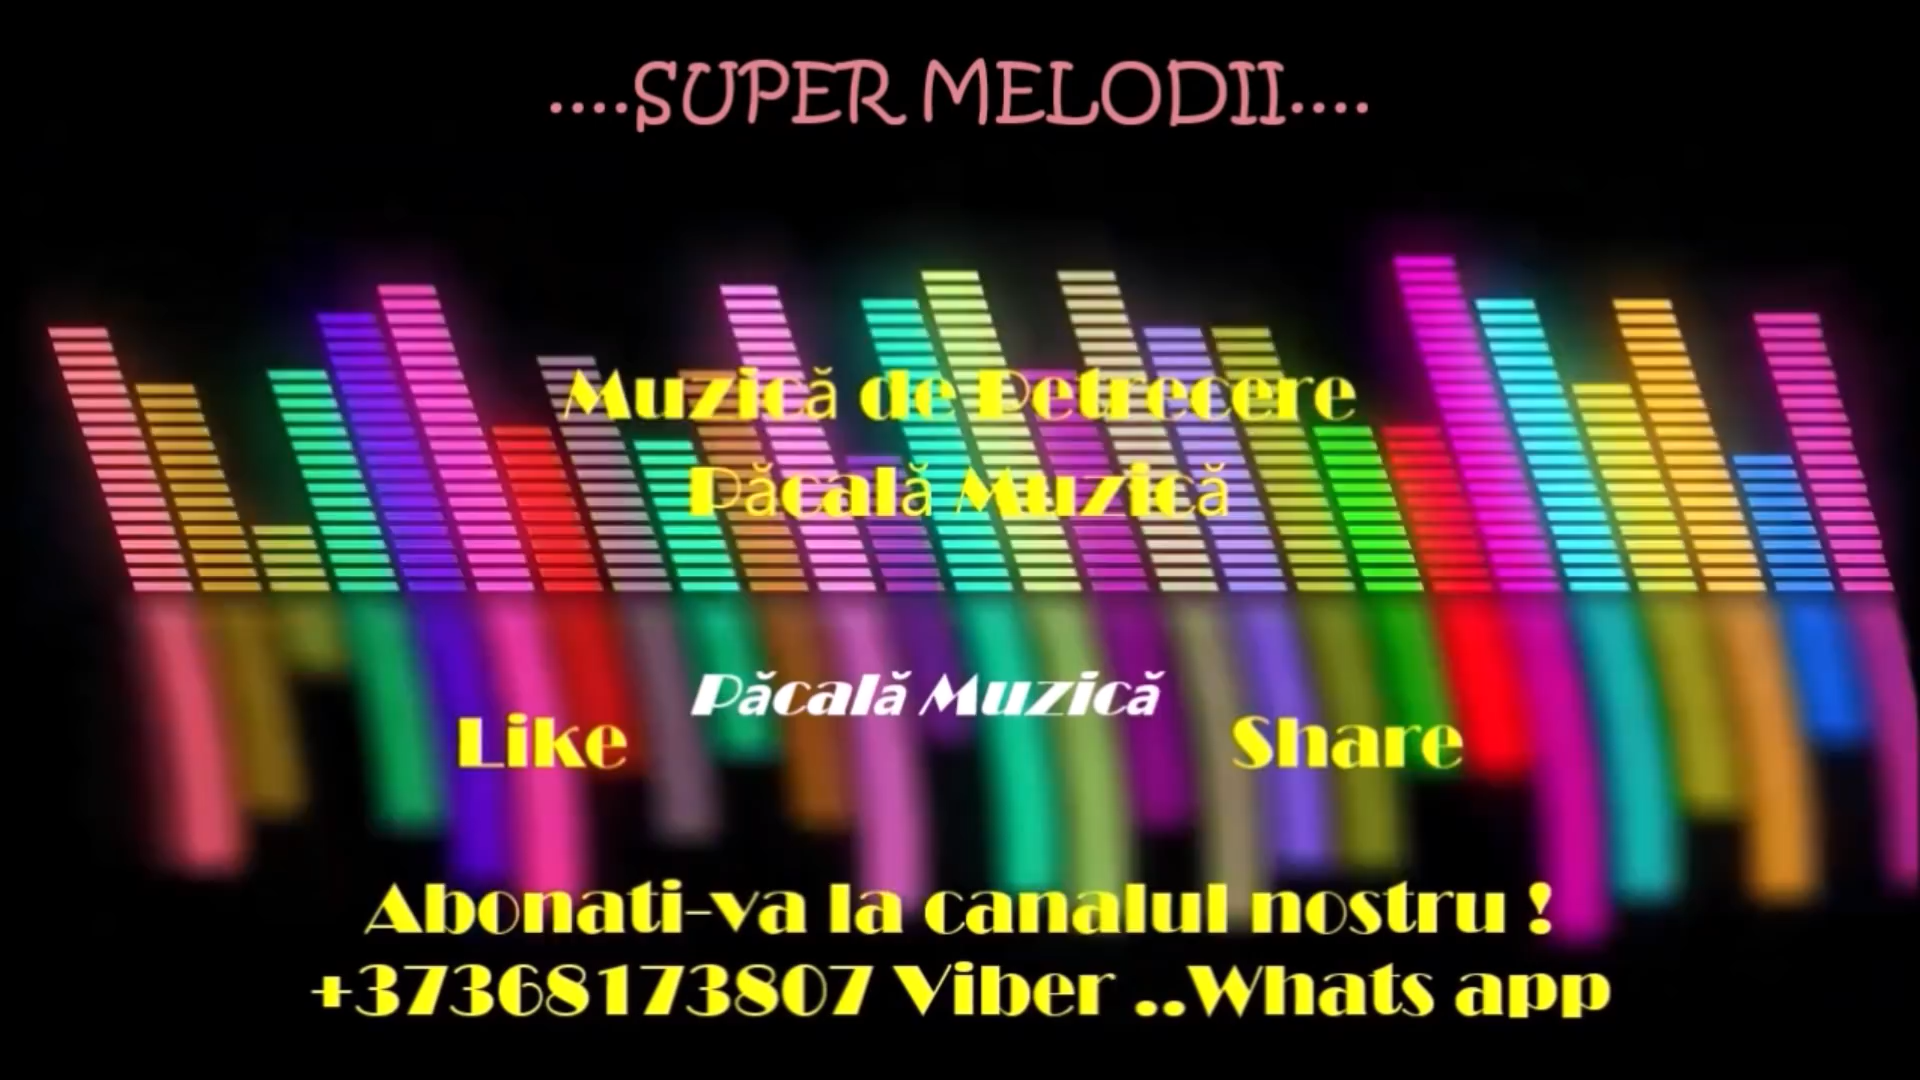 ....SUPER MELODII....
Muzică de Petrecere
Păcală Muzică
Păcală Muzică
Like
Share
Abonati-va la canalul nostru !
+37368173807 Viber ..Whats app